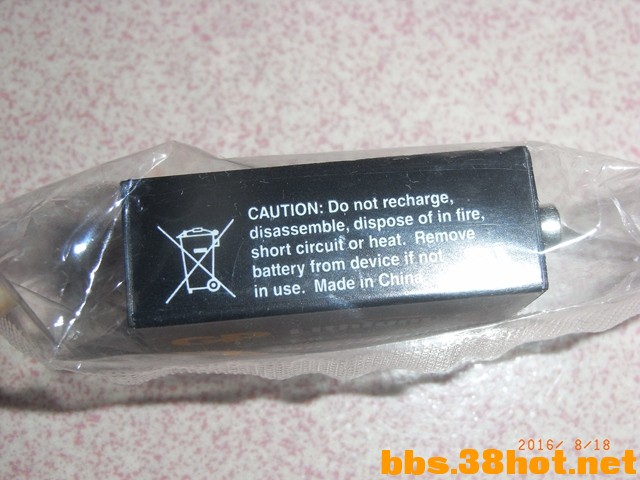 CAUTION: Do not recharge,
disassemble, dispose of in fire,
short circuit or heat. Remove
battery from device if not
in use. Made in China
GP
2016/ 8/18
bbs.38hot.net